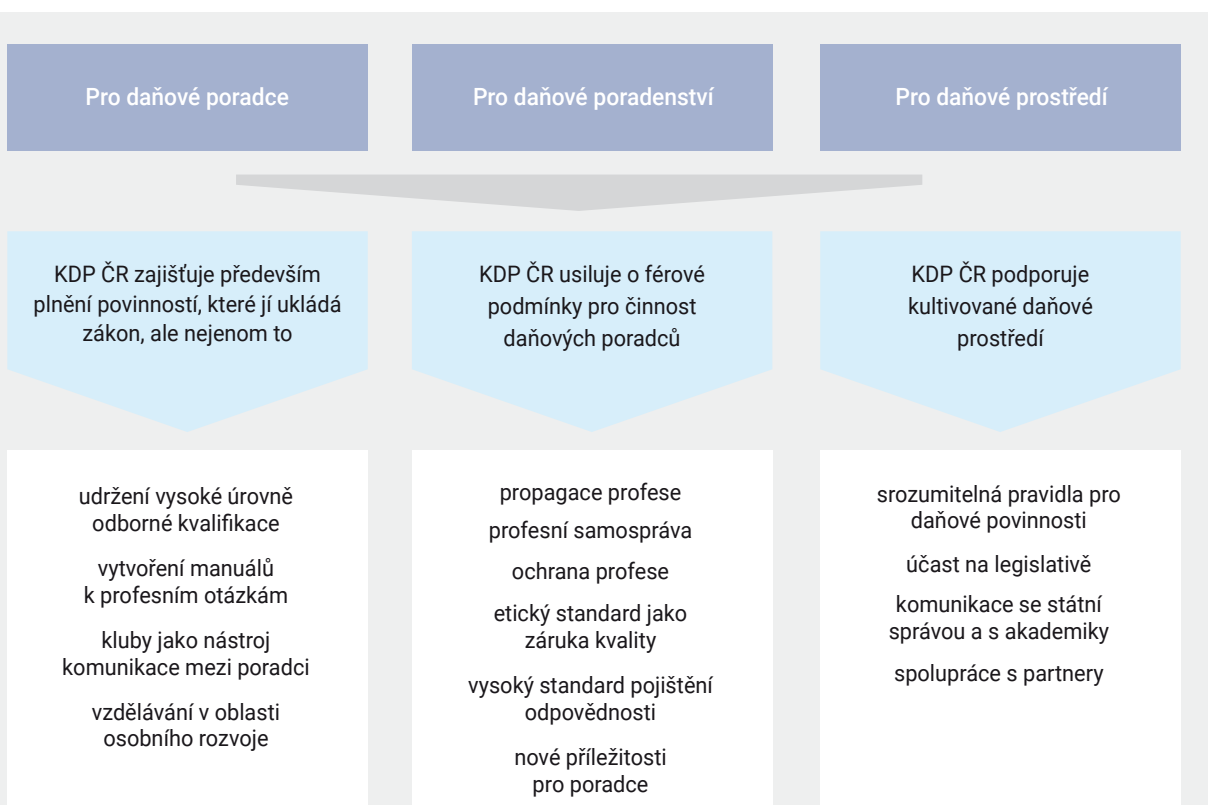 Pro daňové poradce
Pro daňové poradenství
Pro daňové prostředí
KDP ČR zajišťuje především
plnění povinností, které jí ukládá
zákon, ale nejenom to
KDP ČR usiluje o férové
podmínky pro činnost
daňových poradců
KDP ČR podporuje
kultivované daňové
prostředí
udržení vysoké úrovně
odborné kvalifikace
vytvoření manuálů
k profesním otázkám
kluby jako nástroj
komunikace mezi poradci
vzdělávání v oblasti
osobního rozvoje
propagace profese
profesní samospráva
ochrana profese
etický standard jako
záruka kvality
vysoký standard pojištění
odpovědnosti
nové příležitosti
pro poradce
srozumitelná pravidla pro
daňové povinnosti
účast na legislativě
komunikace se státní
správou a s akademiky
spolupráce s partnery